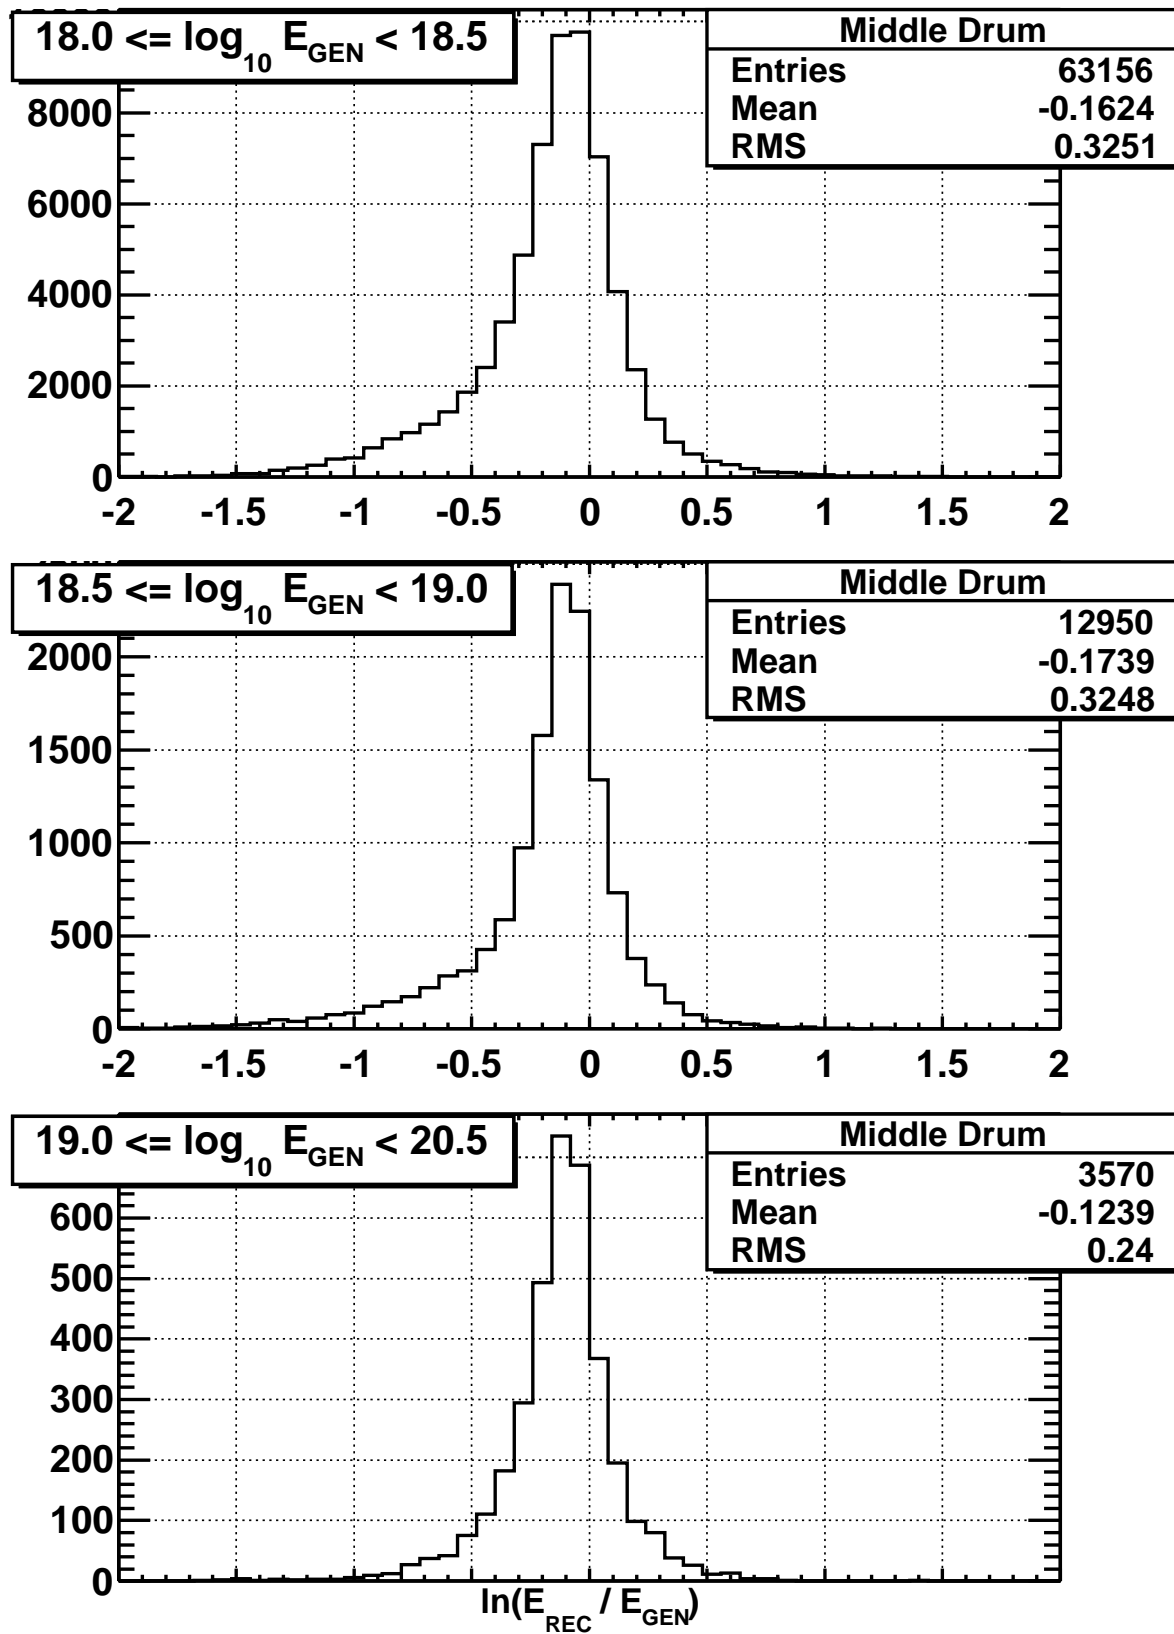 18.0 <= log10 EGEN < 18.5
Middle Drum
Entries 63156
Mean -0.1624
RMS 0.3251
8000
6000
4000
2000
0
-2 -1.5 -1 -0.5 0 0.5 1 1.5 2
18.5 <= log10 EGEN < 19.0
Middle Drum
Entries 12950
Mean -0.1739
RMS 0.3248
2000
1500
1000
500
0
-2 -1.5 -1 -0.5 0 0.5 1 1.5 2
19.0 <= log10 EGEN < 20.5
Middle Drum
Entries 3570
Mean -0.1239
RMS 0.24
600
500
400
300
200
100
0
ln(EREC / EGEN)